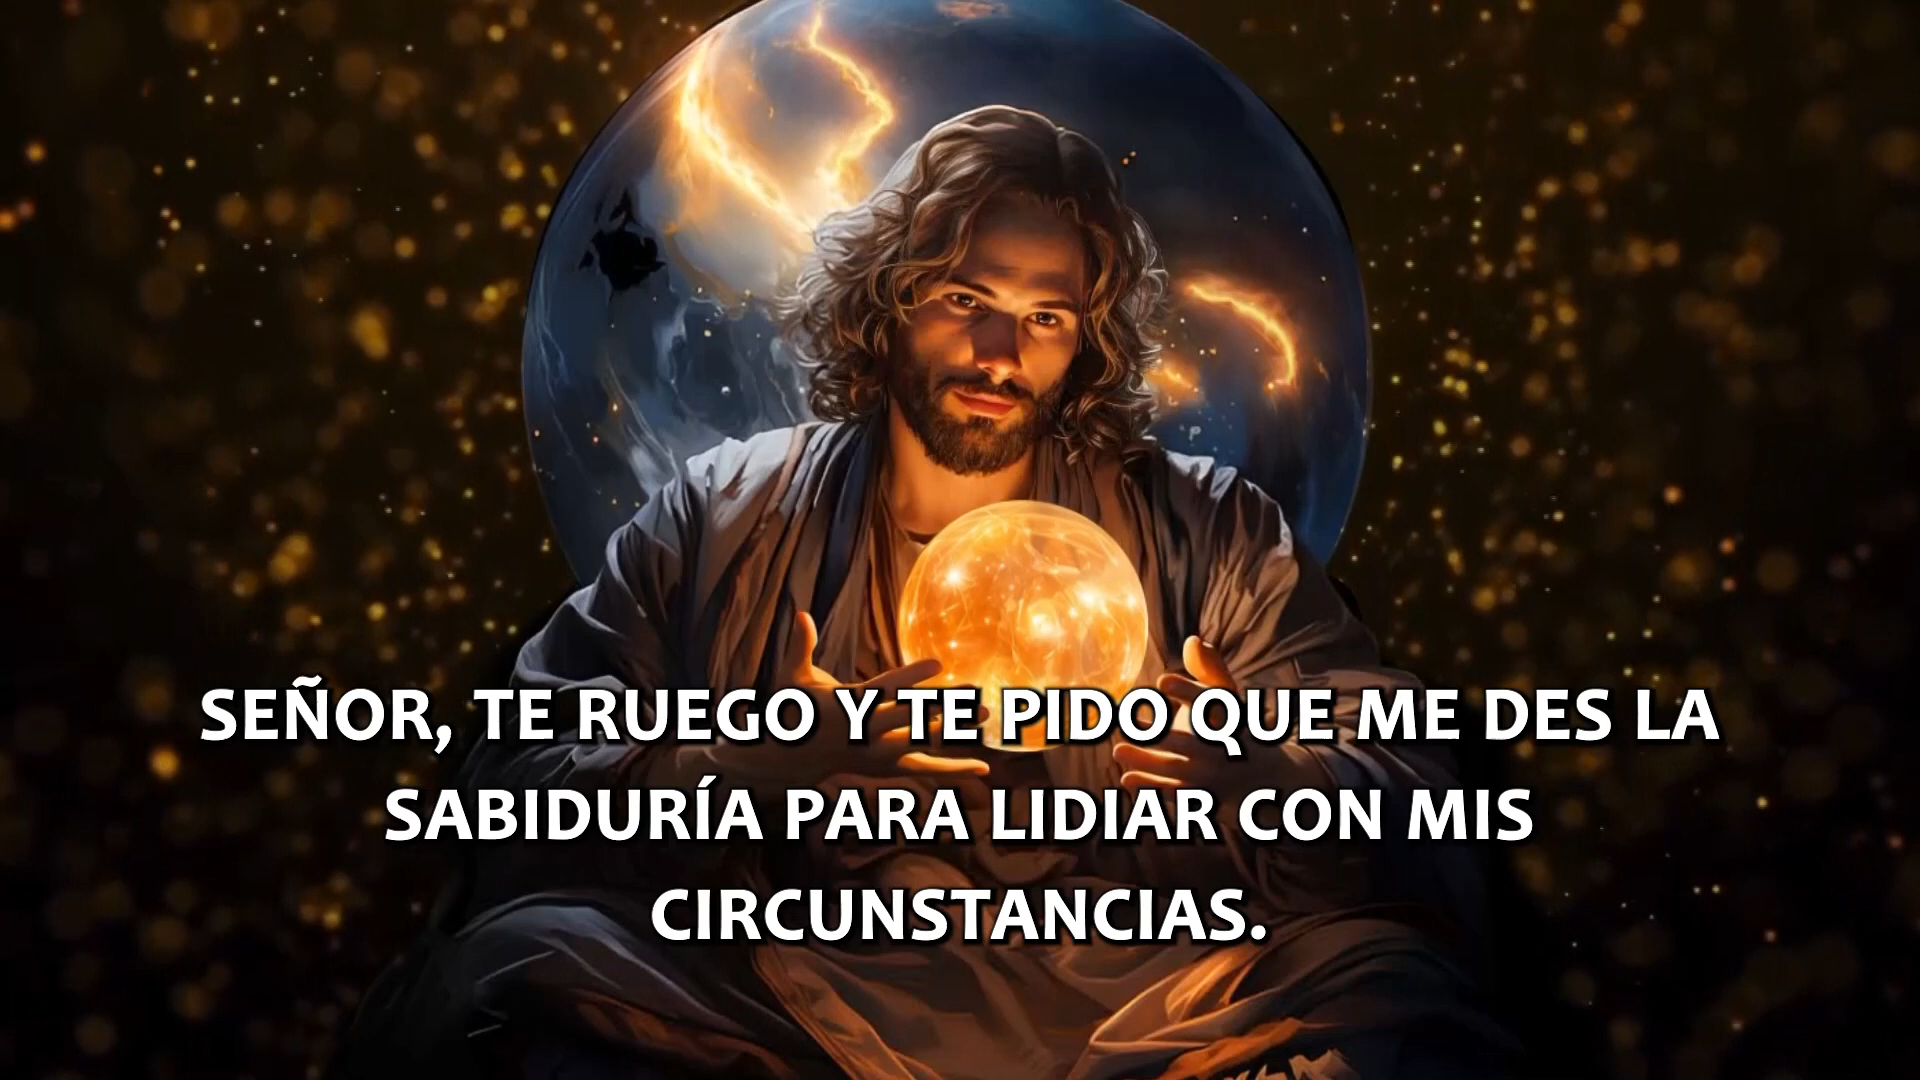 SEÑOR, TE RUEGO Y TE PIDO QUE ME DES LA
SABIDURÍA PARA LIDIAR CON MIS
CIRCUNSTANCIAS.